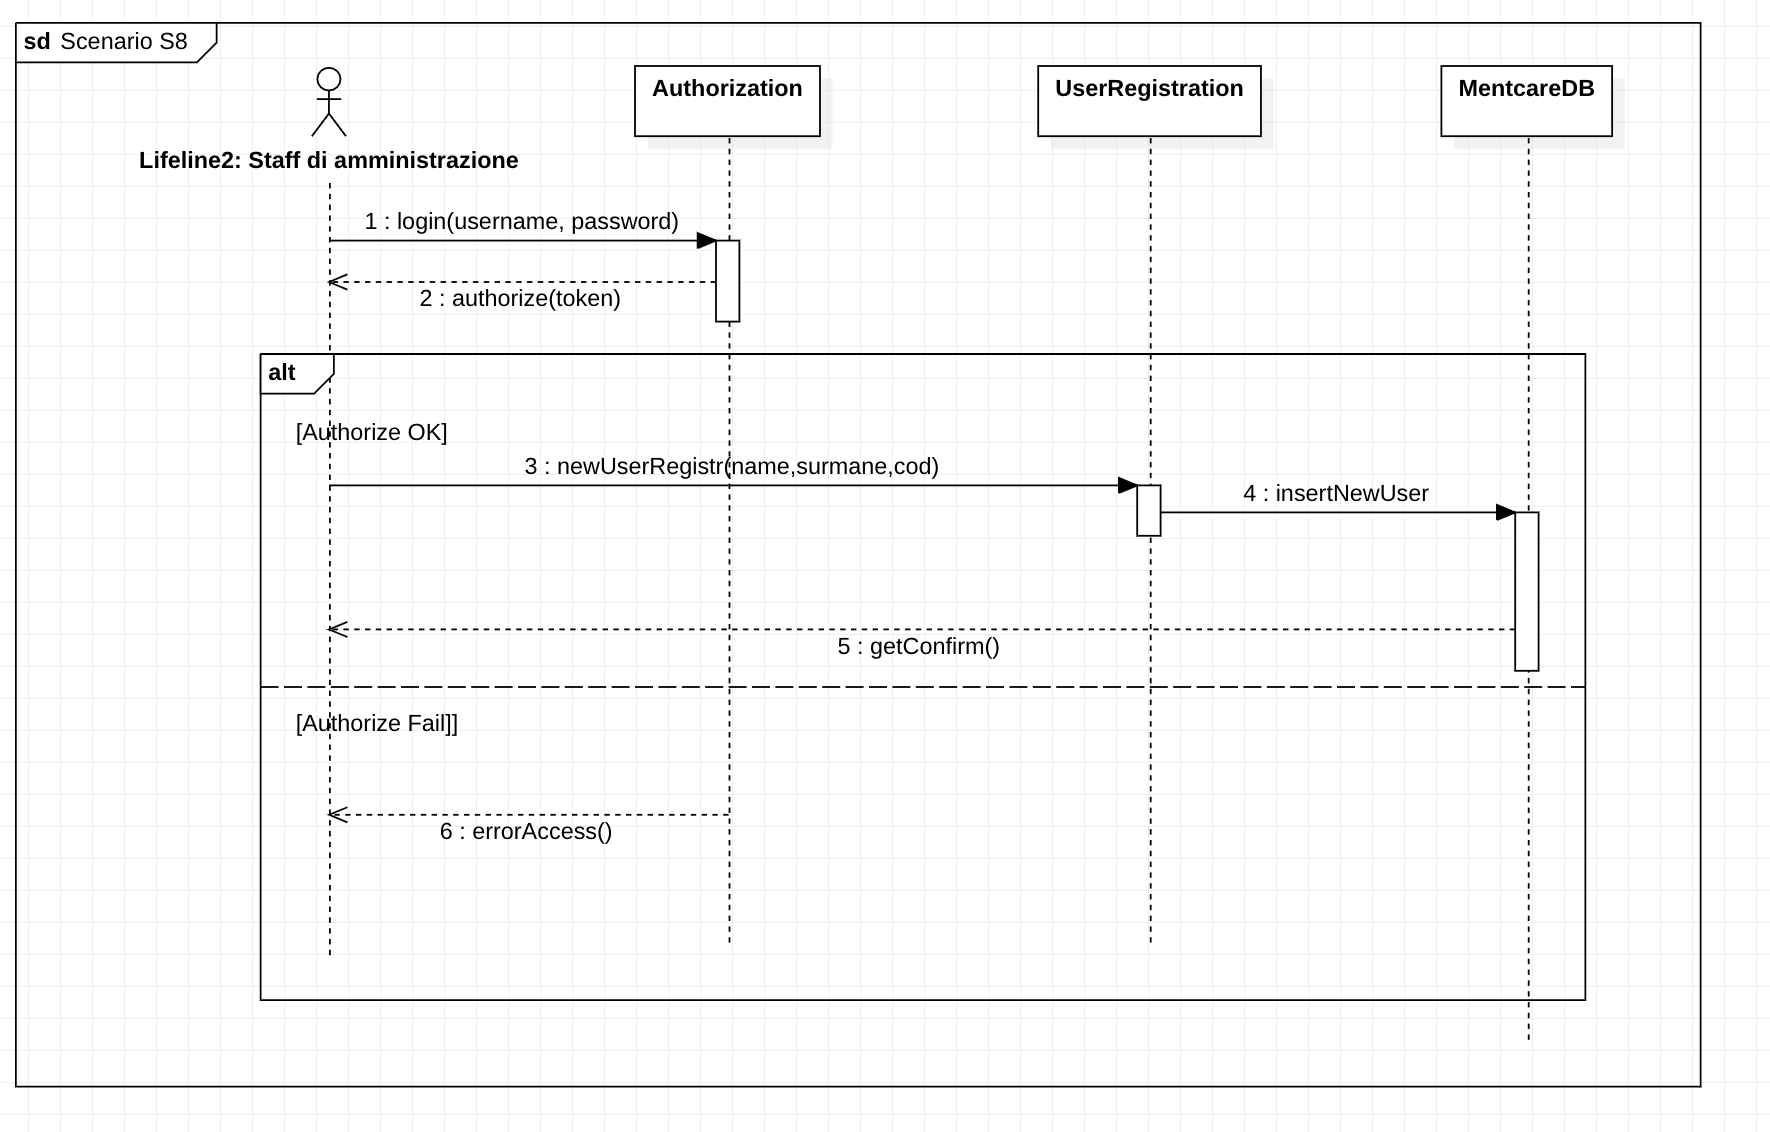 sd Scenario S8
Authorization
UserRegistration
MentcareDB
Lifeline2: Staff di amministrazione
1 : login(username, password)
2 : authorize(token)
alt
[Authorize OK]
3 : newUserRegistr(name,surmane,cod)
4 : insertNewUser
5 : getConfirm()
[Authorize Fail]]
6 : errorAccess()